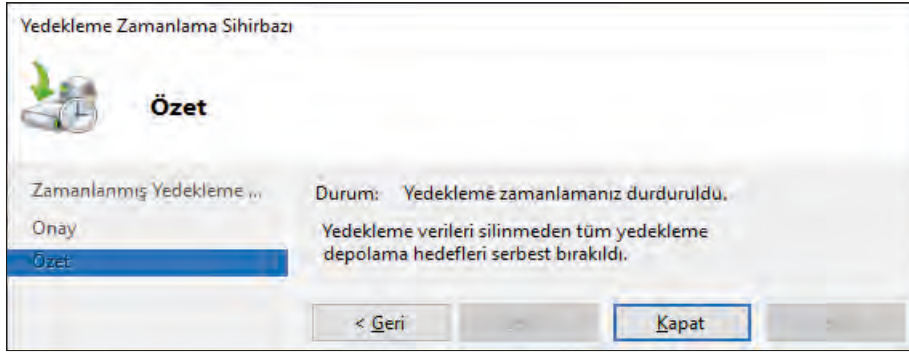 Yedekleme Zamanlama Sihirbazı
Özet
Zamanlanmış Yedekleme ...
Onay
Özet
Durum: Yedekleme zamanlamanız durduruldu.
Yedekleme verileri silinmeden tüm yedekleme
depolama hedefleri serbest bırakıldı.
< Geri
Kapat